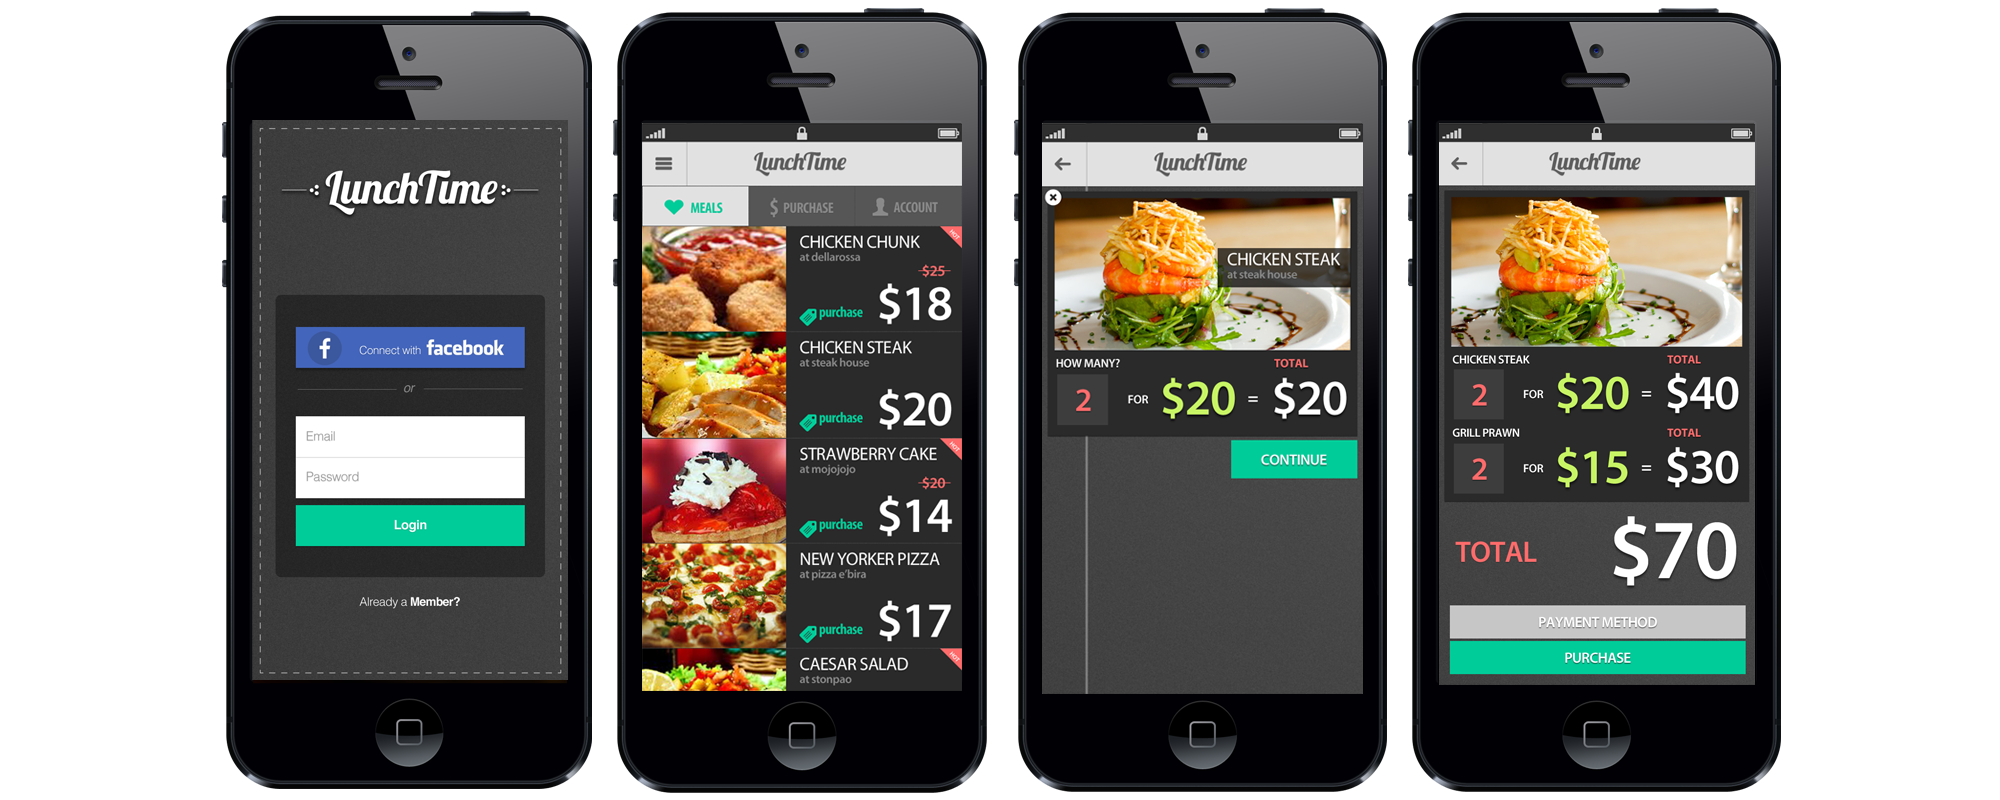 LunchTime
f Connect with facebook
or
Email
Password
Login
Already a Member?
LunchTime
MEALS
$ PURCHASE
ACCOUNT
CHICKEN CHUNK
HOT
at dellarossa
$25
purchase
$18
CHICKEN STEAK
at steak house
purchase
$20
STRAWBERRY CAKE
HOT
at mojojojo
$20
purchase
$14
NEW YORKER PIZZA
at pizza e'bira
purchase
$17
CAESAR SALAD
HOT
at stonpao
LunchTime
CHICKEN STEAK
at steak house
HOW MANY?
TOTAL
2 FOR $20 = $20
CONTINUE
LunchTime
CHICKEN STEAK
TOTAL
2 FOR $20 = $40
GRILL PRAWN
TOTAL
2 FOR $15 = $30
TOTAL $70
PAYMENT METHOD
PURCHASE